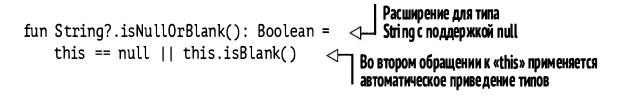 Расширение для типа
fun String?.isNullOrBlank(): Boolean =
String с поддержкой null
this == null || this.isBlank()
Во втором обращении к «this» применяется
автоматическое приведение типов